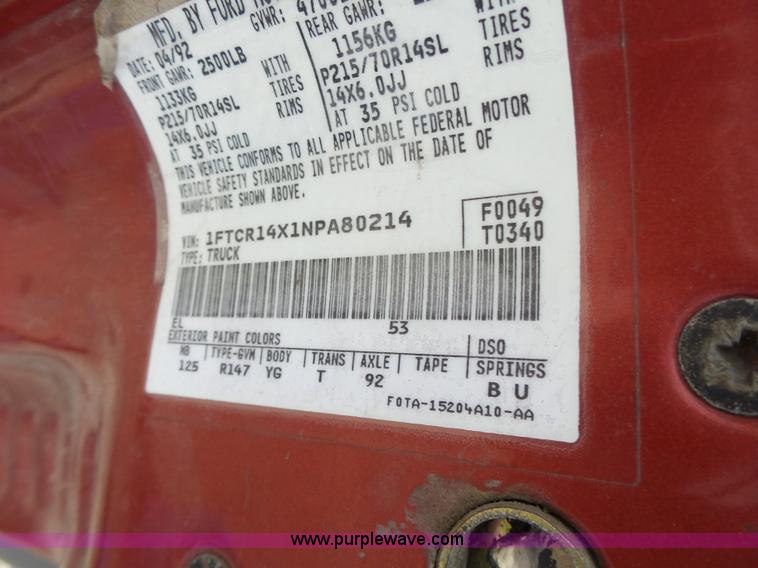 MFD. BY FORD
DATE: 04/92 GVWR:
FRONT GAWR: 2500LB REAR GAWR:
1133KG WITH 1156KG WITH
P215/70R14SL TIRES P215/70R14SL TIRES
14X6.0JJ RIMS 14X6.0JJ RIMS
AT 35 PSI COLD AT 35 PSI COLD
THIS VEHICLE CONFORMS TO ALL APPLICABLE FEDERAL MOTOR
VEHICLE SAFETY STANDARDS IN EFFECT ON THE DATE OF
MANUFACTURE SHOWN ABOVE.
VIN: 1FTCR14X1NPA80214 F0049
TYPE: TRUCK T0340
EL 53
EXTERIOR PAINT COLORS DSO
WB TYPE-GVM BODY TRANS AXLE TAPE SPRINGS
125 R147 YG T 92 B U
F0TA-15204A10-AA
www.purplewave.com